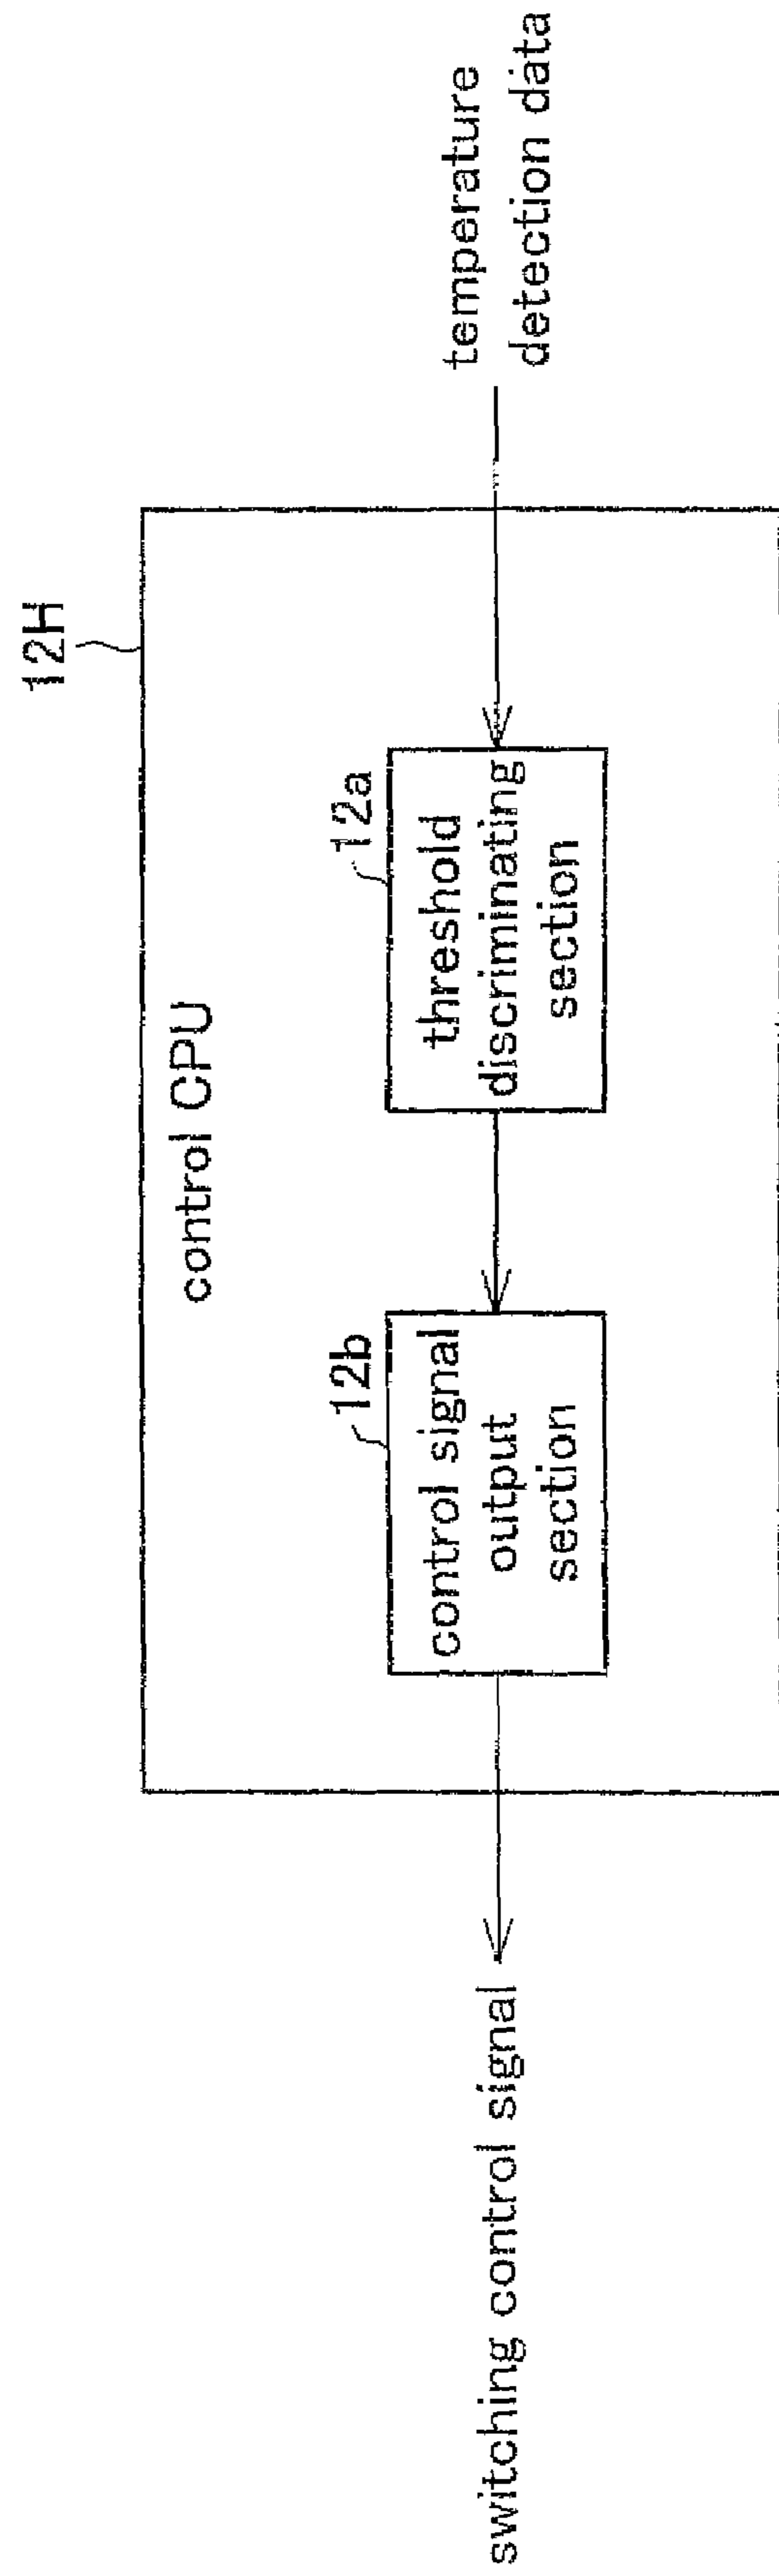 12H
control CPU
12b
12a
switching control signal
control signal
output
section
threshold
discriminating
section
temperature
detection data